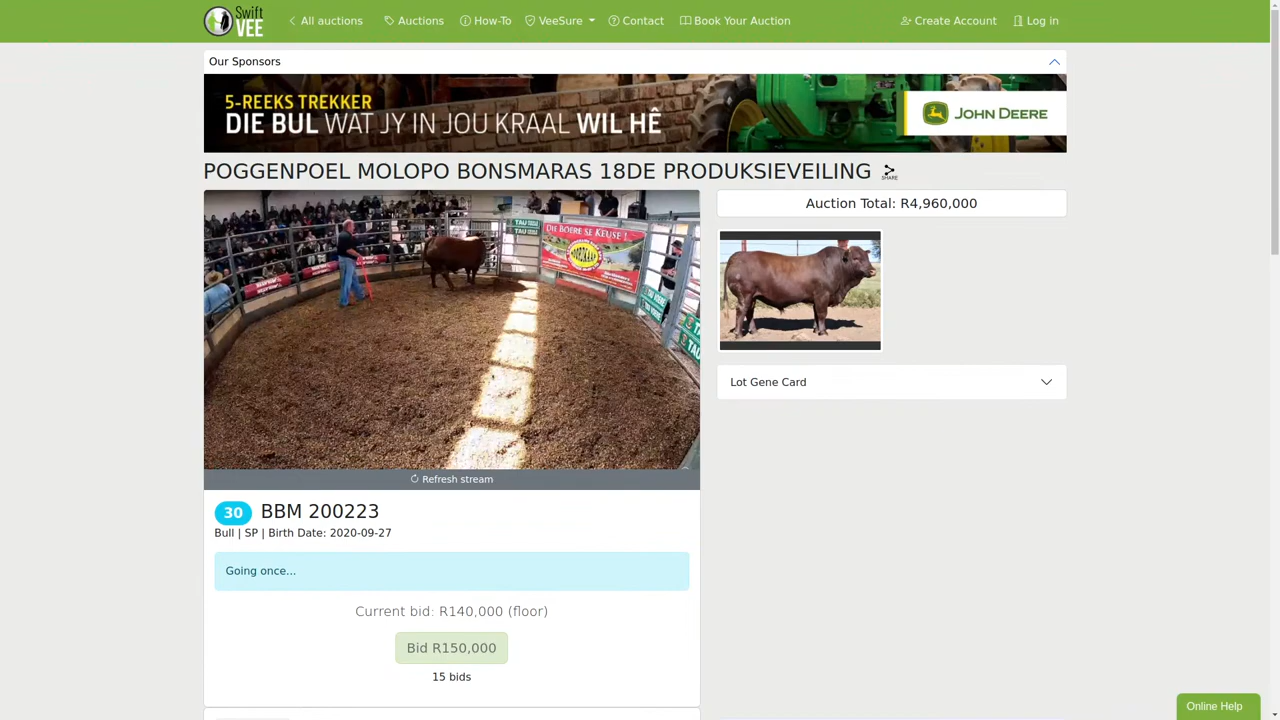 Swift VEE
All auctions
Auctions
How-To
VeeSure
Contact
Book Your Auction
Create Account
Log in
Our Sponsors
5-REEKS TREKKER
DIE BUL WAT JY IN JOU KRAAL WIL HÊ
JOHN DEERE
POGGENPOEL MOLOPO BONSMARAS 18DE PRODUKSIEVEILING
SHARE
Auction Total: R4,960,000
DIE BOERE SE KEUSE !
Lot Gene Card
Refresh stream
30 BBM 200223
Bull | SP | Birth Date: 2020-09-27
Going once...
Current bid: R140,000 (floor)
Bid R150,000
15 bids
Online Help